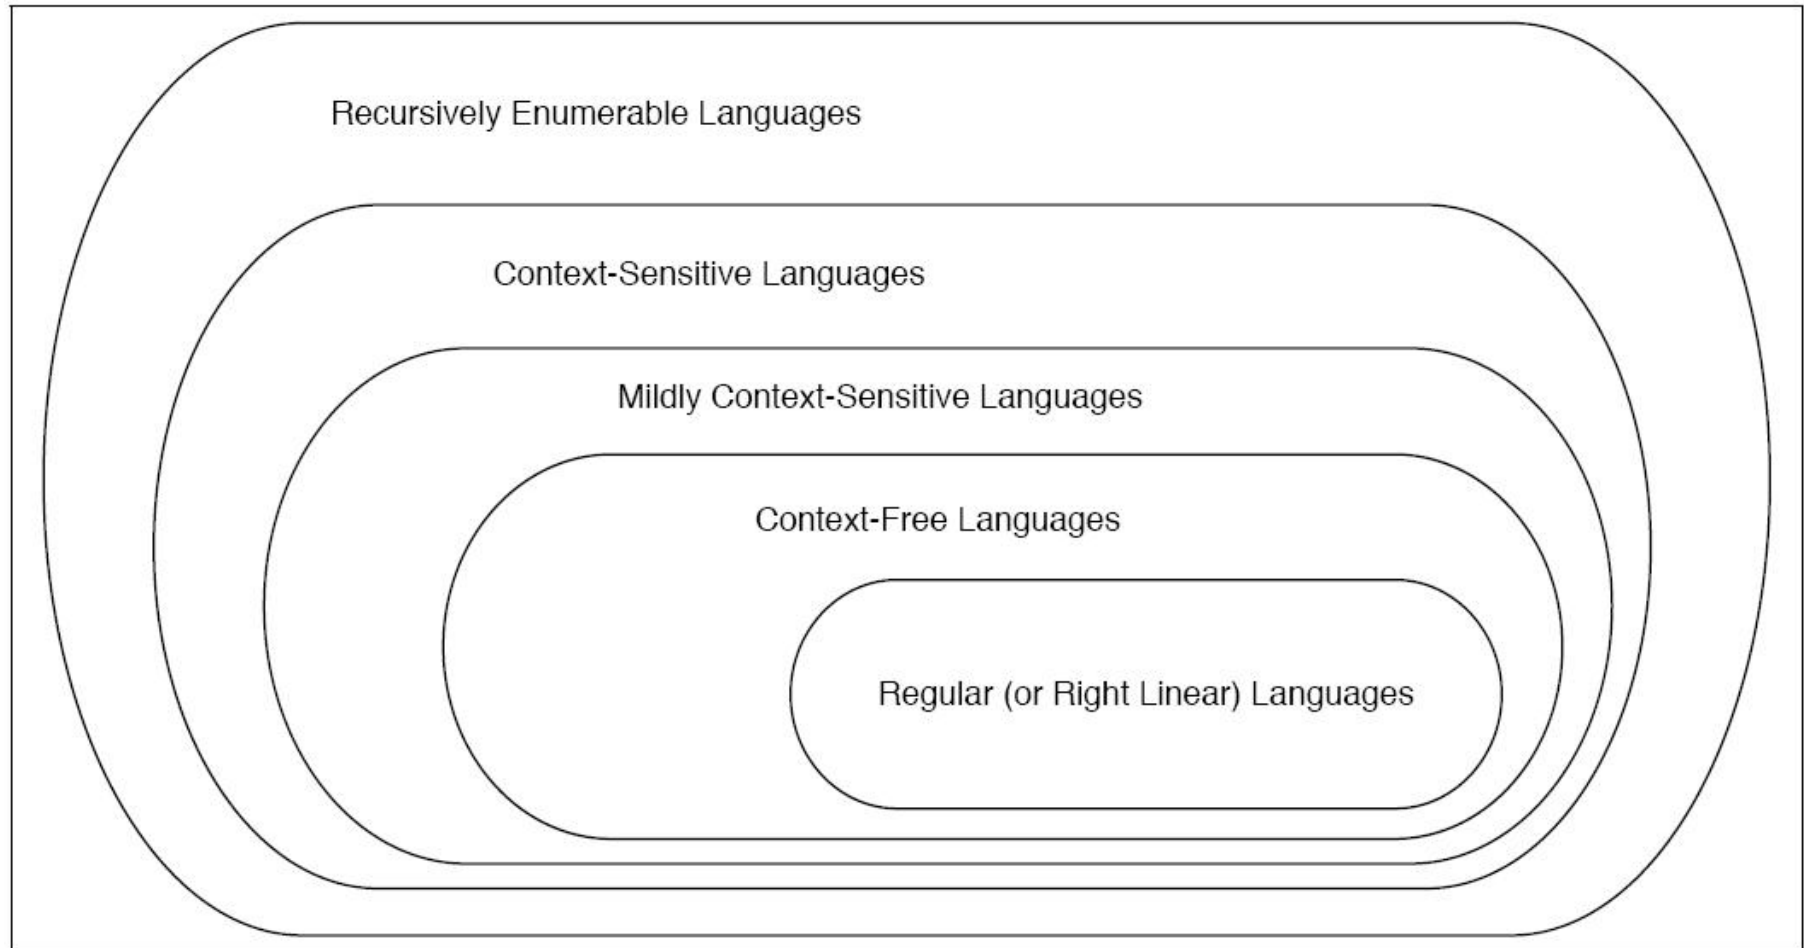 Recursively Enumerable Languages
Context-Sensitive Languages
Mildly Context-Sensitive Languages
Context-Free Languages
Regular (or Right Linear) Languages